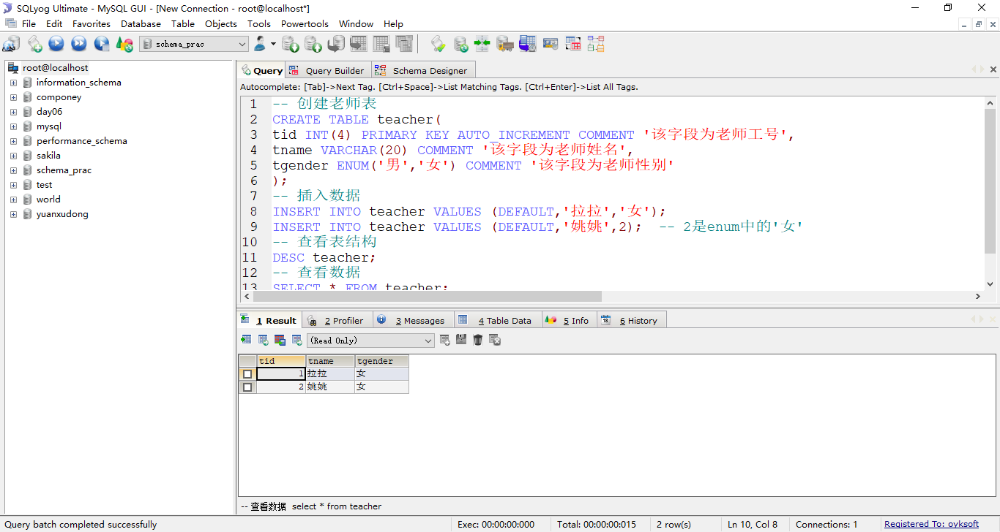 SQLyog Ultimate - MySQL GUI - [New Connection - root@localhost*]
File Edit Favorites Database Table Objects Tools Powertools Window Help
schema_prac
root@localhost
information_schema
componey
day06
mysql
performance_schema
sakila
schema_prac
test
world
yuanxudong
Query Query Builder Schema Designer
Autocomplete: [Tab]->Next Tag. [Ctrl+Space]->List Matching Tags. [Ctrl+Enter]->List All Tags.
1 -- 创建老师表
2 CREATE TABLE teacher(
3 tid INT(4) PRIMARY KEY AUTO_INCREMENT COMMENT '该字段为老师工号',
4 tname VARCHAR(20) COMMENT '该字段为老师姓名',
5 tgender ENUM('男','女') COMMENT '该字段为老师性别'
6 );
7 -- 插入数据
8 INSERT INTO teacher VALUES (DEFAULT,'拉拉','女');
9 INSERT INTO teacher VALUES (DEFAULT,'姚姚',2); -- 2是enum中的'女'
10 -- 查看表结构
11 DESC teacher;
12 -- 查看数据
13 SELECT * FROM teacher;
1 Result 2 Profiler 3 Messages 4 Table Data 5 Info 6 History
(Read Only)
tid tname tgender
1 拉拉 女
2 姚姚 女
-- 查看数据 select * from teacher
Query batch completed successfully Exec: 00:00:00:000 Total: 00:00:00:015 2 row(s) Ln 10, Col 8 Connections: 1 Registered To: oyksoft